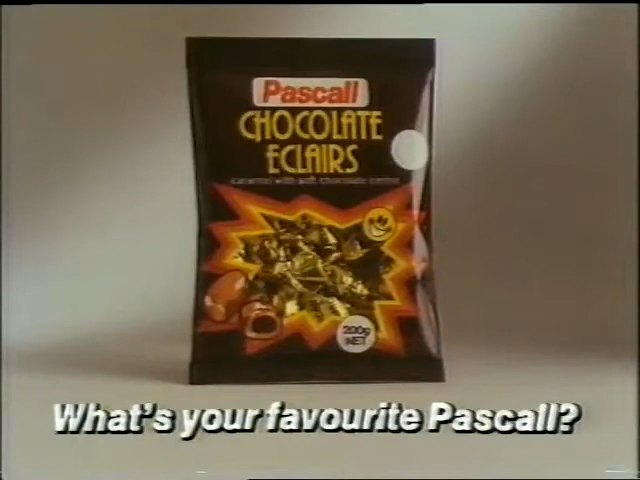 Pascall
CHOCOLATE
ECLAIRS
caramel with soft chocolate centre
200g
NET
What's your favourite Pascall?